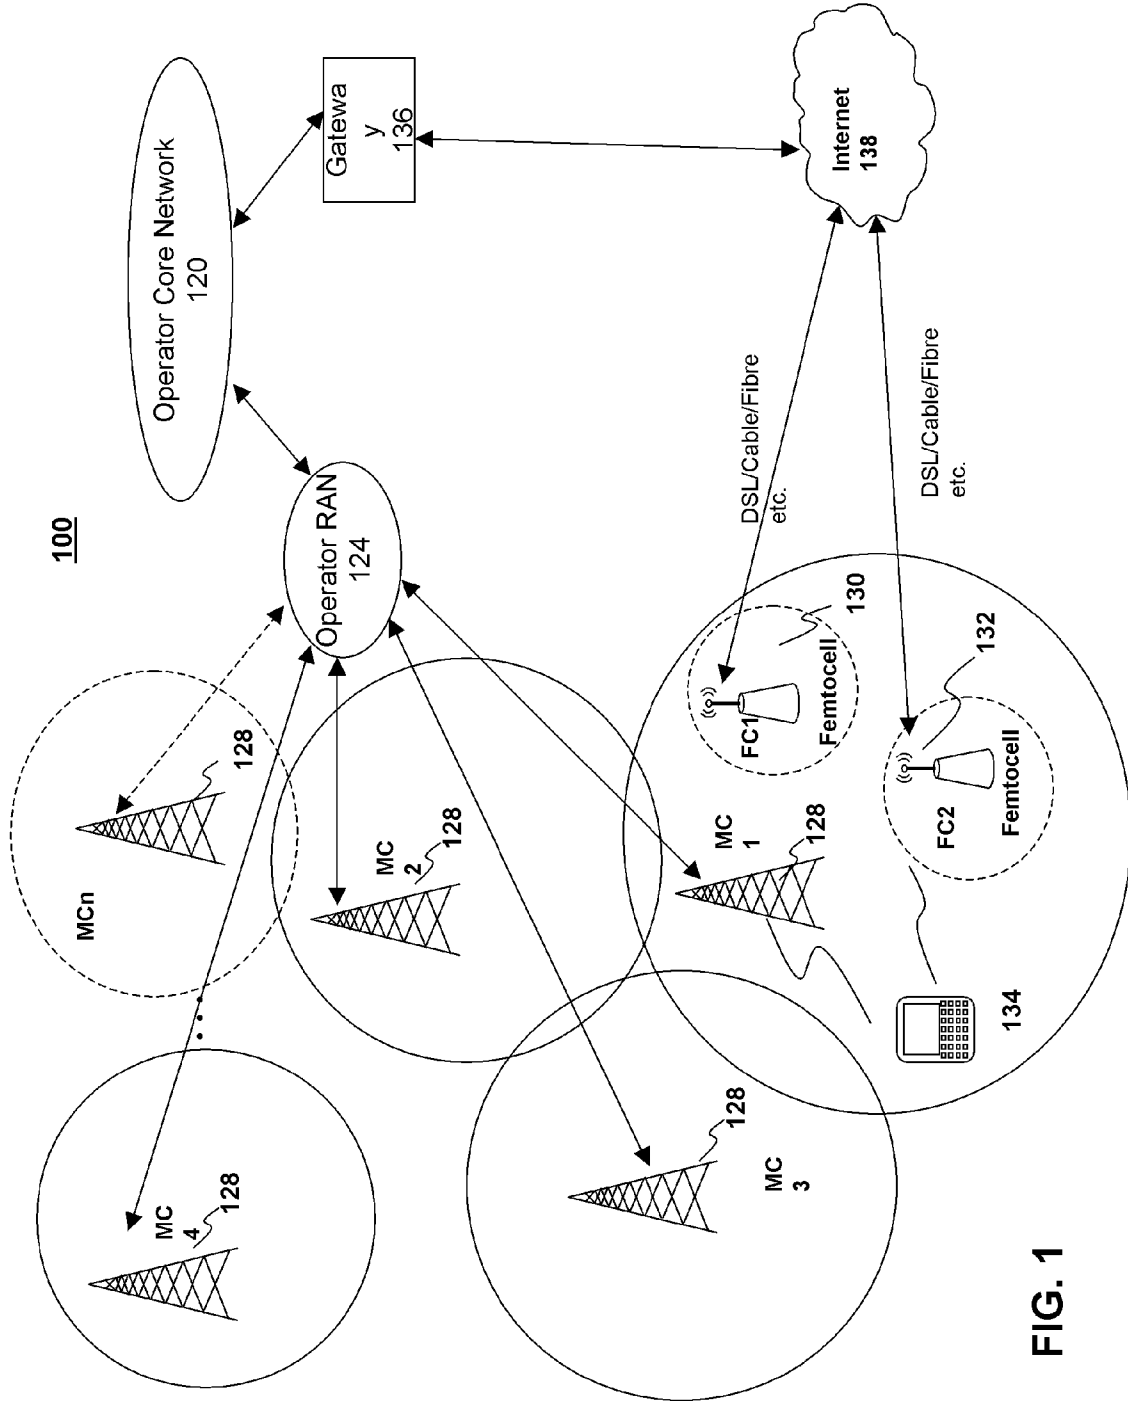 100
Operator Core Network
120
Gatewa
y
136
Operator RAN
124
Internet
138
MCn
128
MC
4
128
MC
2
128
MC
3
128
MC
1
128
DSL/Cable/Fibre
etc.
DSL/Cable/Fibre
etc.
FC1
Femtocell
130
FC2
Femtocell
132
134
FIG. 1